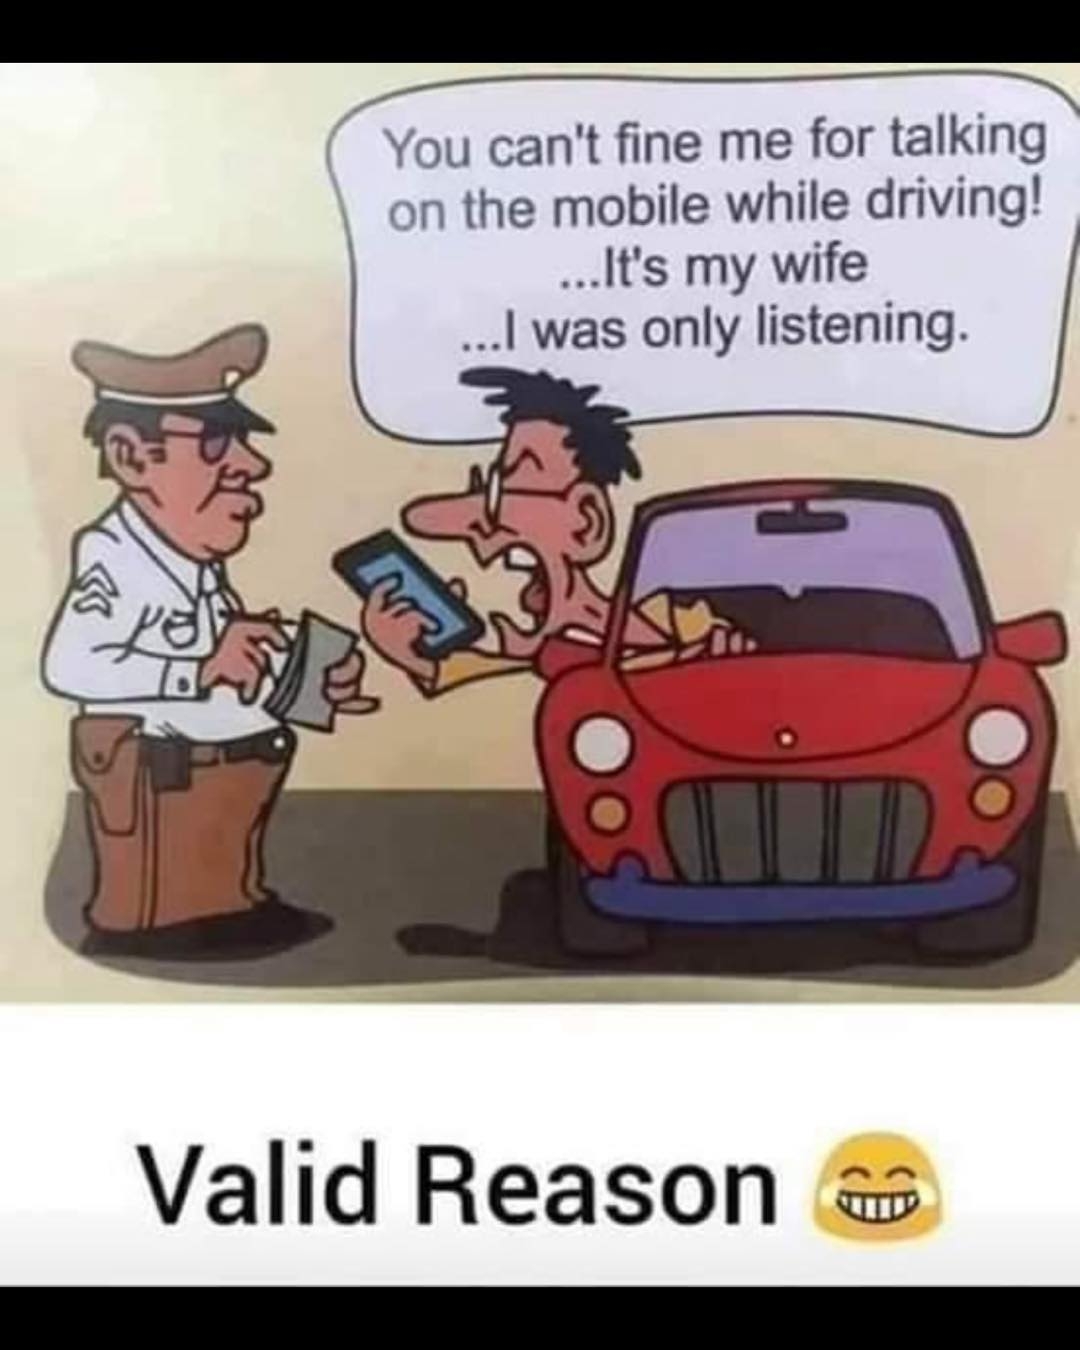 You can't fine me for talking
on the mobile while driving!
...It's my wife
...I was only listening.
Valid Reason 😂